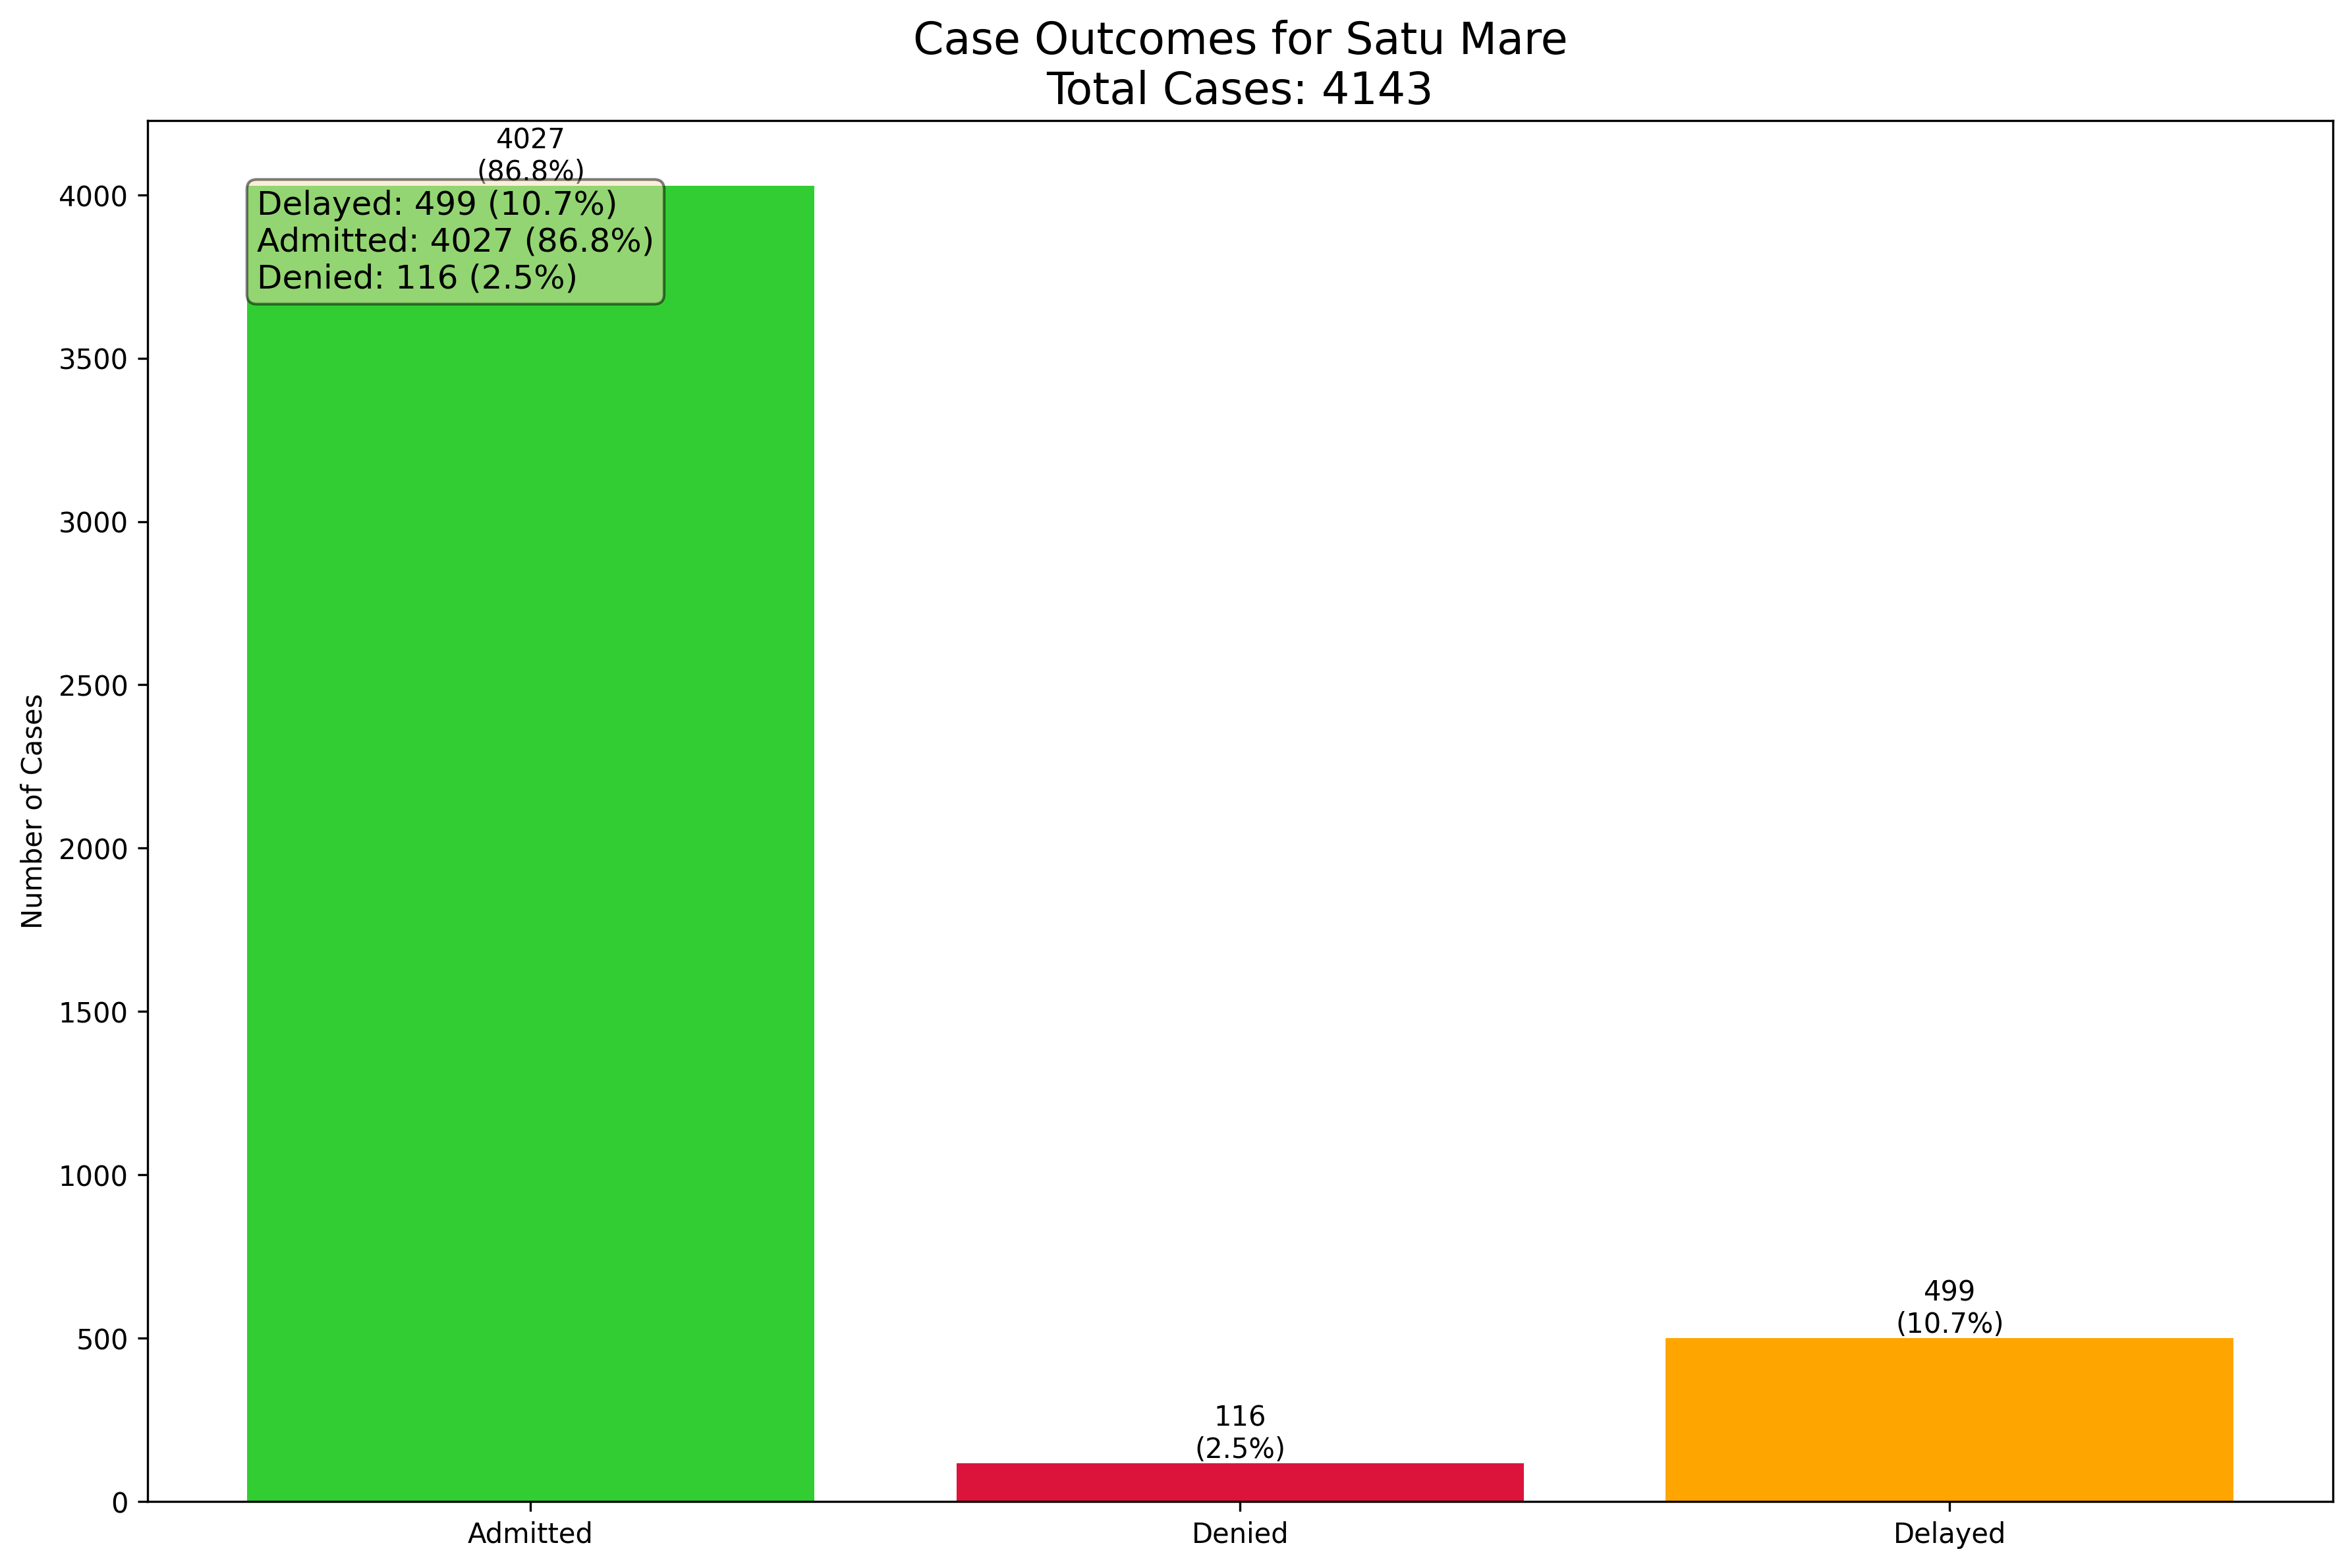 Case Outcomes for Satu Mare
Total Cases: 4143
4027
(86.8%)
Delayed: 499 (10.7%)
Admitted: 4027 (86.8%)
Denied: 116 (2.5%)
4000
3500
3000
2500
2000
1500
1000
500
0
Number of Cases
499
(10.7%)
116
(2.5%)
Admitted
Denied
Delayed